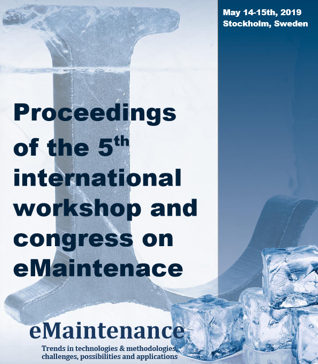 May 14-15th, 2019
Stockholm, Sweden
Proceedings
of the 5th
international
workshop and
congress on
eMaintenace
eMaintenance
Trends in technologies & methodologies,
challenges, possibilities and applications